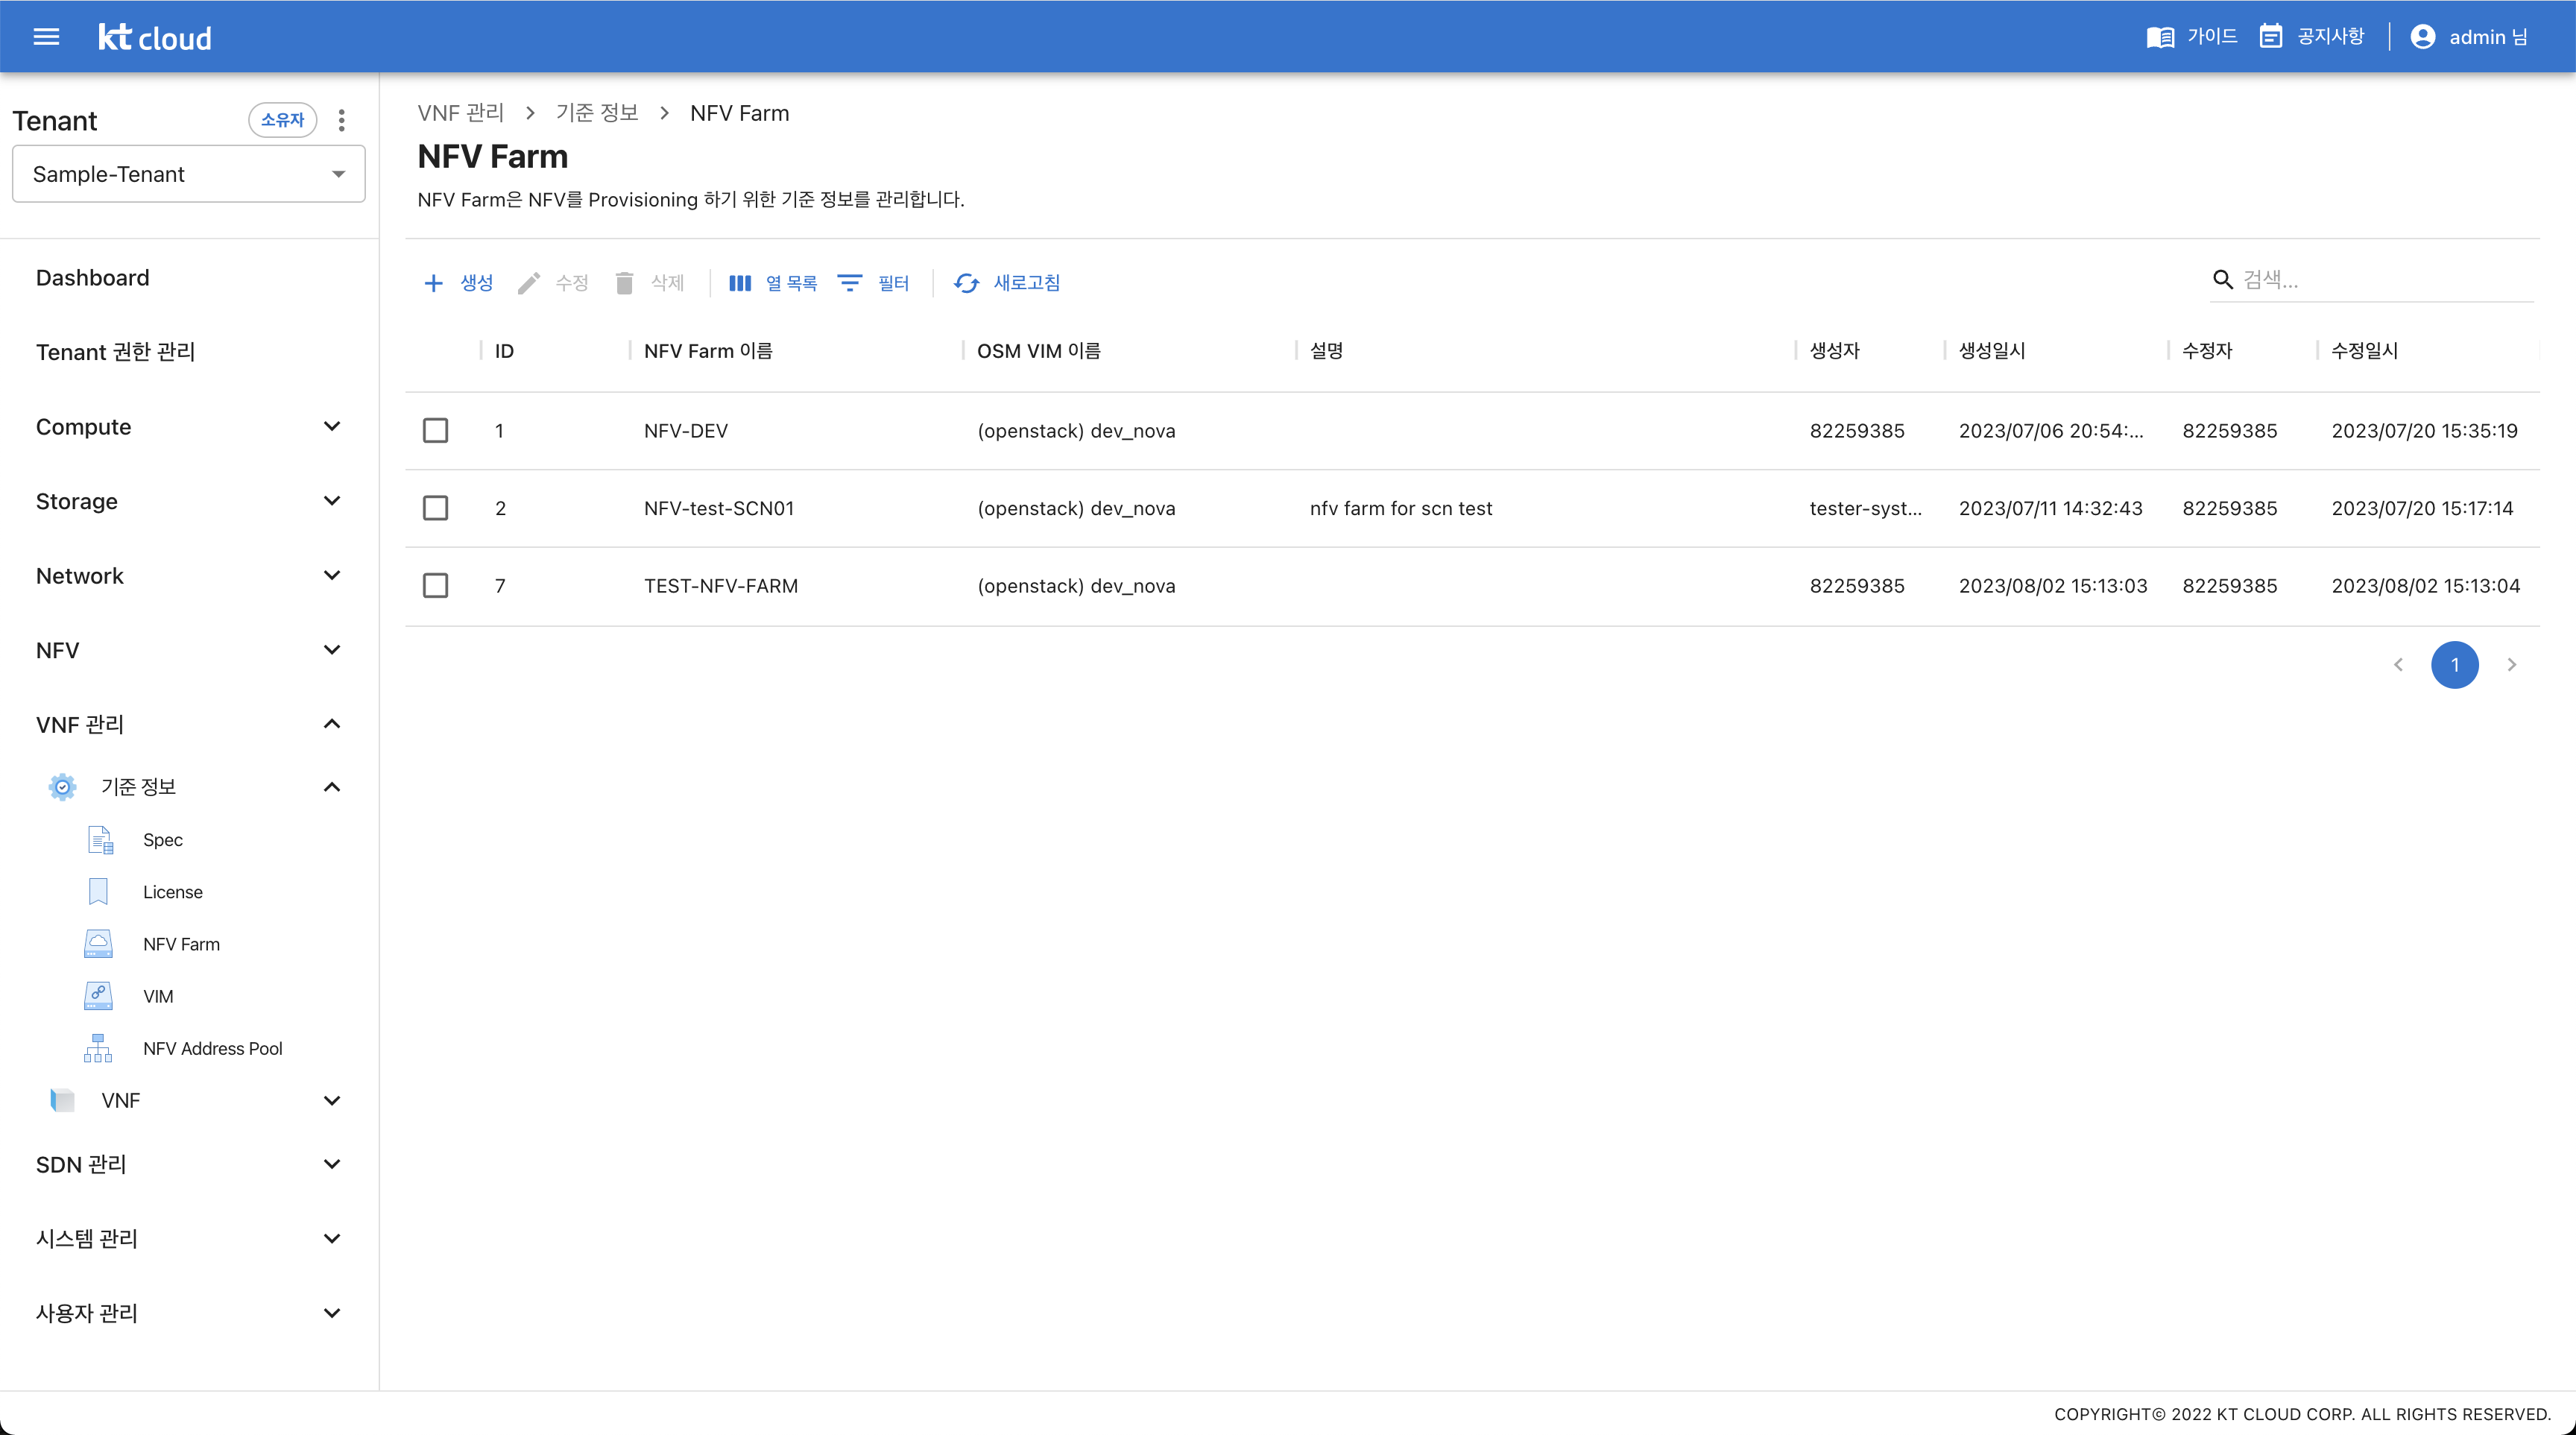 kt cloud
가이드 공지사항 admin 님
Tenant 소유자
Sample-Tenant
Dashboard
Tenant 권한 관리
Compute
Storage
Network
NFV
VNF 관리
기준 정보
Spec
License
NFV Farm
VIM
NFV Address Pool
VNF
SDN 관리
시스템 관리
사용자 관리
VNF 관리 > 기준 정보 > NFV Farm
NFV Farm
NFV Farm은 NFV를 Provisioning 하기 위한 기준 정보를 관리합니다.
+ 생성 수정 삭제 열 목록 필터 새로고침 검색...
ID NFV Farm 이름 OSM VIM 이름 설명 생성자 생성일시 수정자 수정일시
1 NFV-DEV (openstack) dev_nova 82259385 2023/07/06 20:54:... 82259385 2023/07/20 15:35:19
2 NFV-test-SCN01 (openstack) dev_nova nfv farm for scn test tester-syst... 2023/07/11 14:32:43 82259385 2023/07/20 15:17:14
7 TEST-NFV-FARM (openstack) dev_nova 82259385 2023/08/02 15:13:03 82259385 2023/08/02 15:13:04
< 1 >
COPYRIGHT© 2022 KT CLOUD CORP. ALL RIGHTS RESERVED.